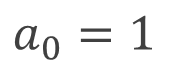 a₀ = 1